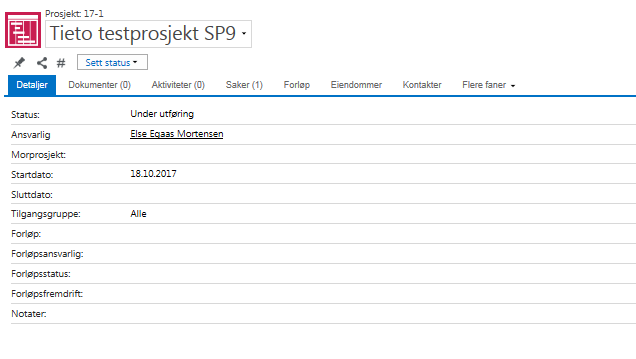 Prosjekt: 17-1
Tieto testprosjekt SP9
# Sett status
Detaljer Dokumenter (0) Aktiviteter (0) Saker (1) Forløp Eiendommer Kontakter Flere faner
Status: Under utføring
Ansvarlig Else Egaas Mortensen
Morprosjekt:
Startdato: 18.10.2017
Sluttdato:
Tilgangsgruppe: Alle
Forløp:
Forløpsansvarlig:
Forløpsstatus:
Forløpsfremdrift:
Notater: